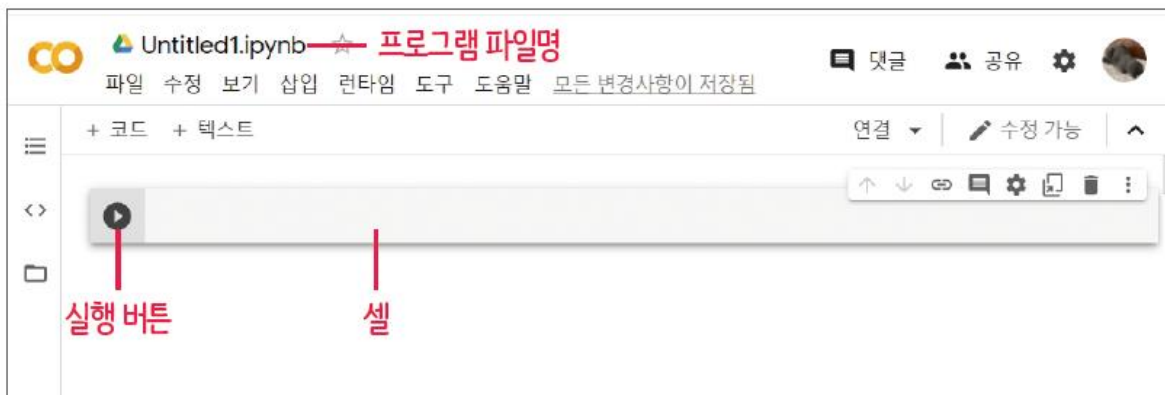 Untitled1.ipynb 프로그램 파일명
댓글 공유
파일 수정 보기 삽입 런타임 도구 도움말 모든 변경사항이 저장됨
+ 코드 + 텍스트 연결 수정 가능
실행 버튼 셀